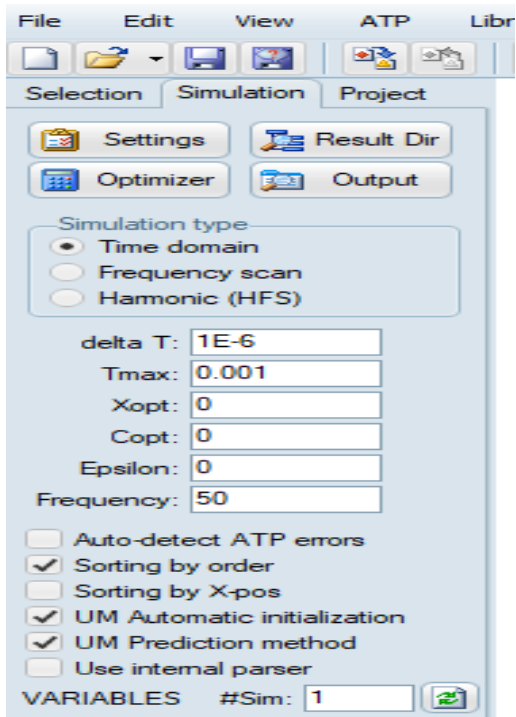 File Edit View ATP Libr
Selection Simulation Project
Settings Result Dir
Optimizer Output
Simulation type
Time domain
Frequency scan
Harmonic (HFS)
delta T: 1E-6
Tmax: 0.001
Xopt: 0
Copt: 0
Epsilon: 0
Frequency: 50
Auto-detect ATP errors
Sorting by order
Sorting by X-pos
UM Automatic initialization
UM Prediction method
Use internal parser
VARIABLES #Sim: 1